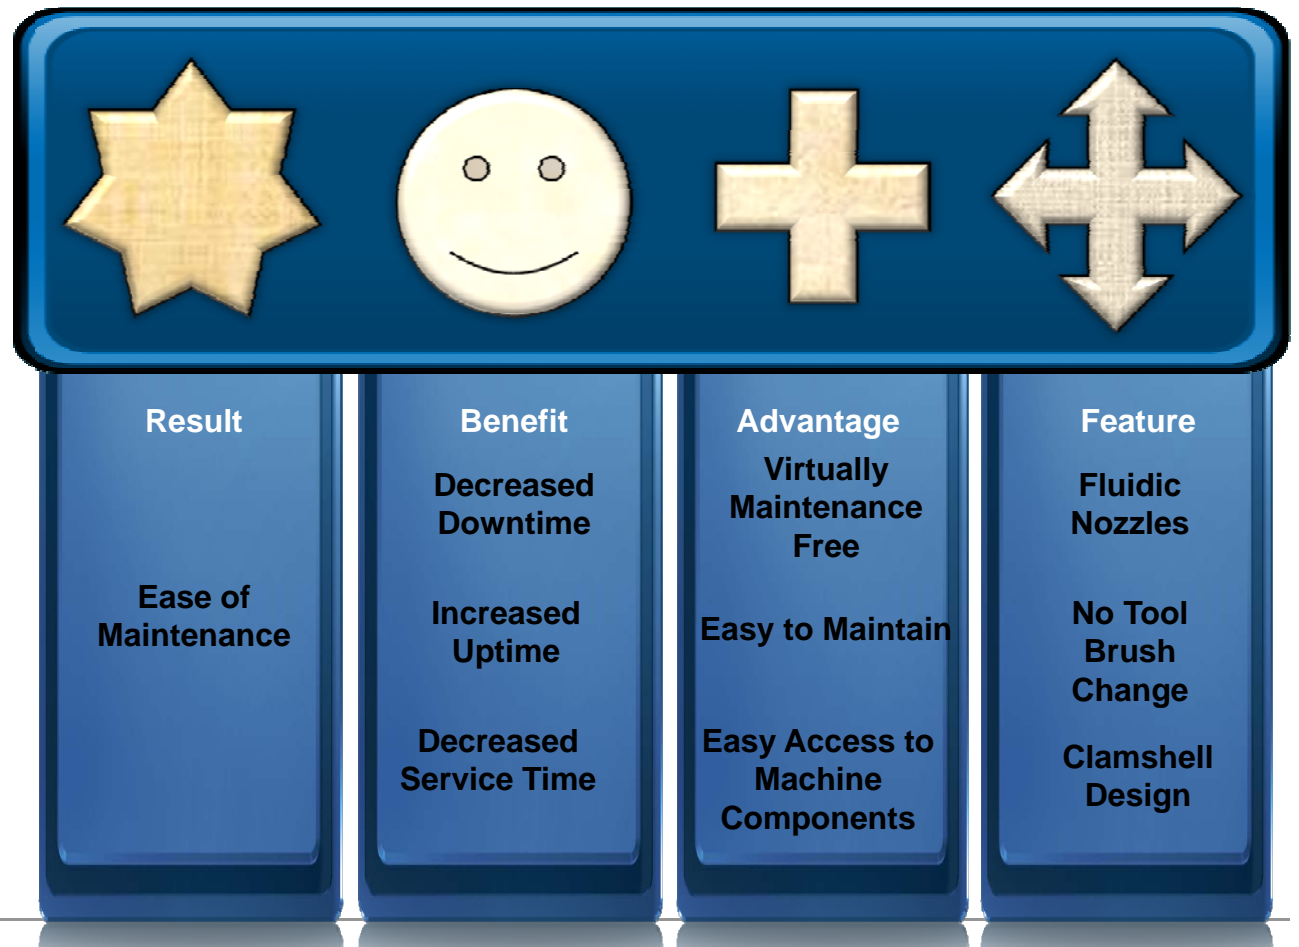 Result
Ease of
Maintenance
Benefit
Decreased
Downtime
Increased
Uptime
Decreased
Service Time
Advantage
Virtually
Maintenance
Free
Easy to Maintain
Easy Access to
Machine
Components
Feature
Fluidic
Nozzles
No Tool
Brush
Change
Clamshell
Design